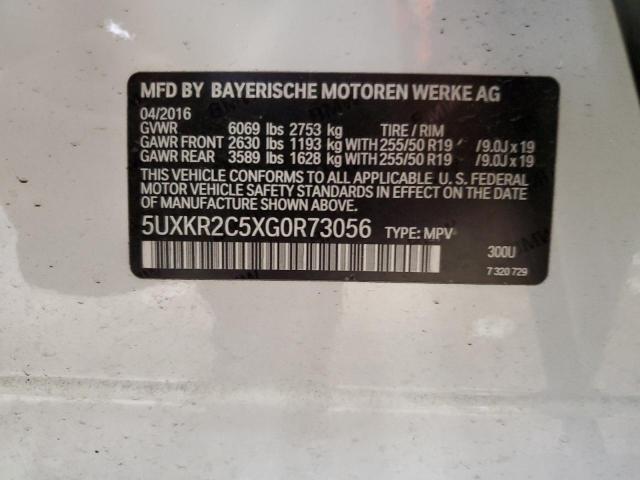 MFD BY BAYERISCHE MOTOREN WERKE AG
04/2016
GVWR 6069 lbs 2753 kg TIRE / RIM
GAWR FRONT 2630 lbs 1193 kg WITH 255/50 R19 /9.0J x 19
GAWR REAR 3589 lbs 1628 kg WITH 255/50 R19 /9.0J x 19
THIS VEHICLE CONFORMS TO ALL APPLICABLE U. S. FEDERAL
MOTOR VEHICLE SAFETY STANDARDS IN EFFECT ON THE DATE
OF MANUFACTURE SHOWN ABOVE.
5UXKR2C5XG0R73056 TYPE: MPV
300U
7 320 729